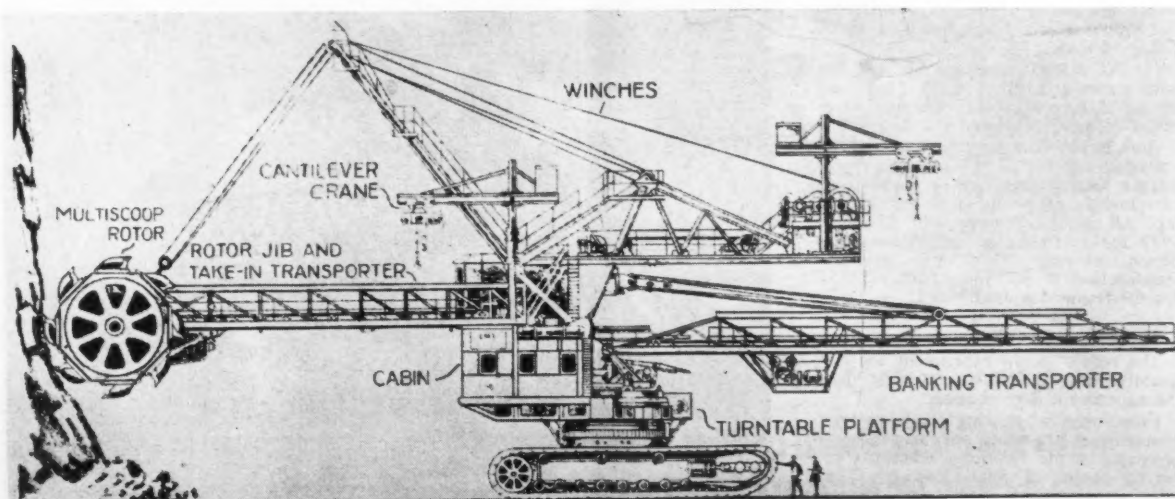 WINCHES
CANTILEVER
CRANE
MULTISCOOP
ROTOR
ROTOR JIB AND
TAKE-IN TRANSPORTER
CABIN
BANKING TRANSPORTER
TURNTABLE PLATFORM